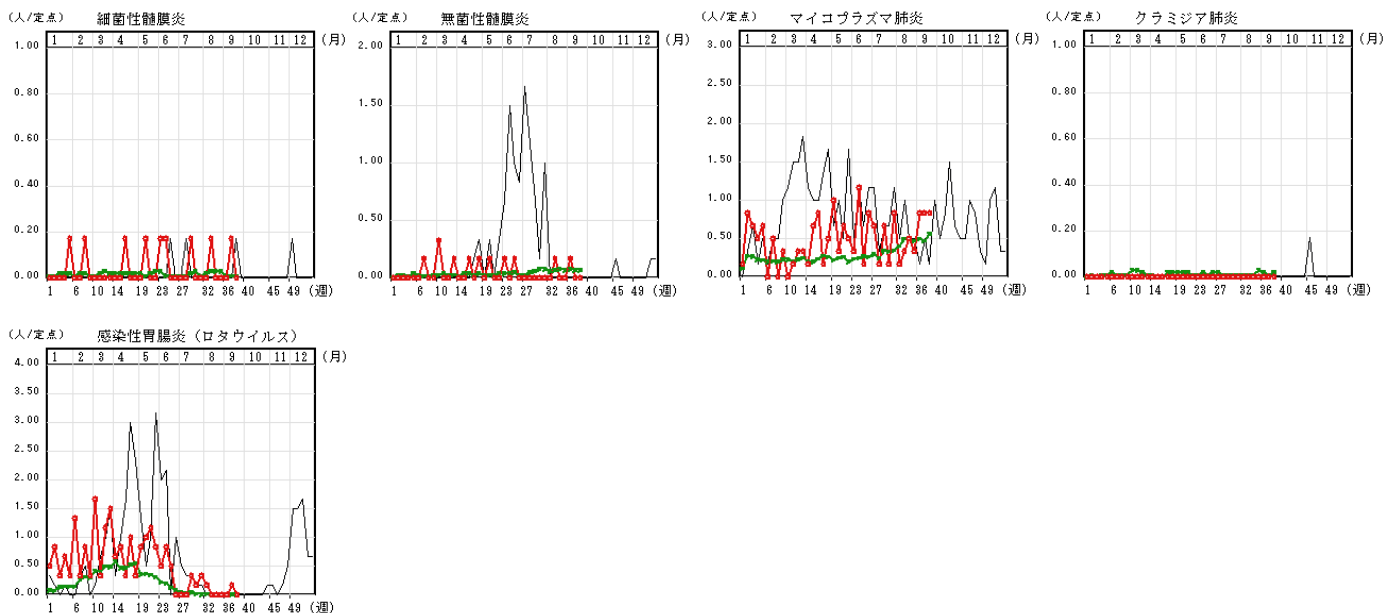 (人/定点) 細菌性髄膜炎
1.00 1 2 3 4 5 6 7 8 9 10 11 12 (月)
0.80
0.60
0.40
0.20
0.00
1 6 10 14 19 23 27 32 36 40 45 49 (週)
(人/定点) 無菌性髄膜炎
2.00 1 2 3 4 5 6 7 8 9 10 11 12 (月)
1.50
1.00
0.50
0.00
1 6 10 14 18 23 27 32 36 40 45 49 (週)
(人/定点) マイコプラズマ肺炎
3.00 1 2 3 4 5 6 7 8 9 10 11 12 (月)
2.50
2.00
1.50
1.00
0.50
0.00
1 6 10 14 19 23 27 32 36 40 45 49 (週)
(人/定点) クラミジア肺炎
1.00 1 2 3 4 5 6 7 8 9 10 11 12 (月)
0.80
0.60
0.40
0.20
0.00
1 6 10 14 19 23 27 32 36 40 45 49 (週)
(人/定点) 感染性胃腸炎(ロタウイルス)
4.00 1 2 3 4 5 6 7 8 9 10 11 12 (月)
3.50
3.00
2.50
2.00
1.50
1.00
0.50
0.00
1 6 10 14 19 23 27 32 36 40 45 49 (週)